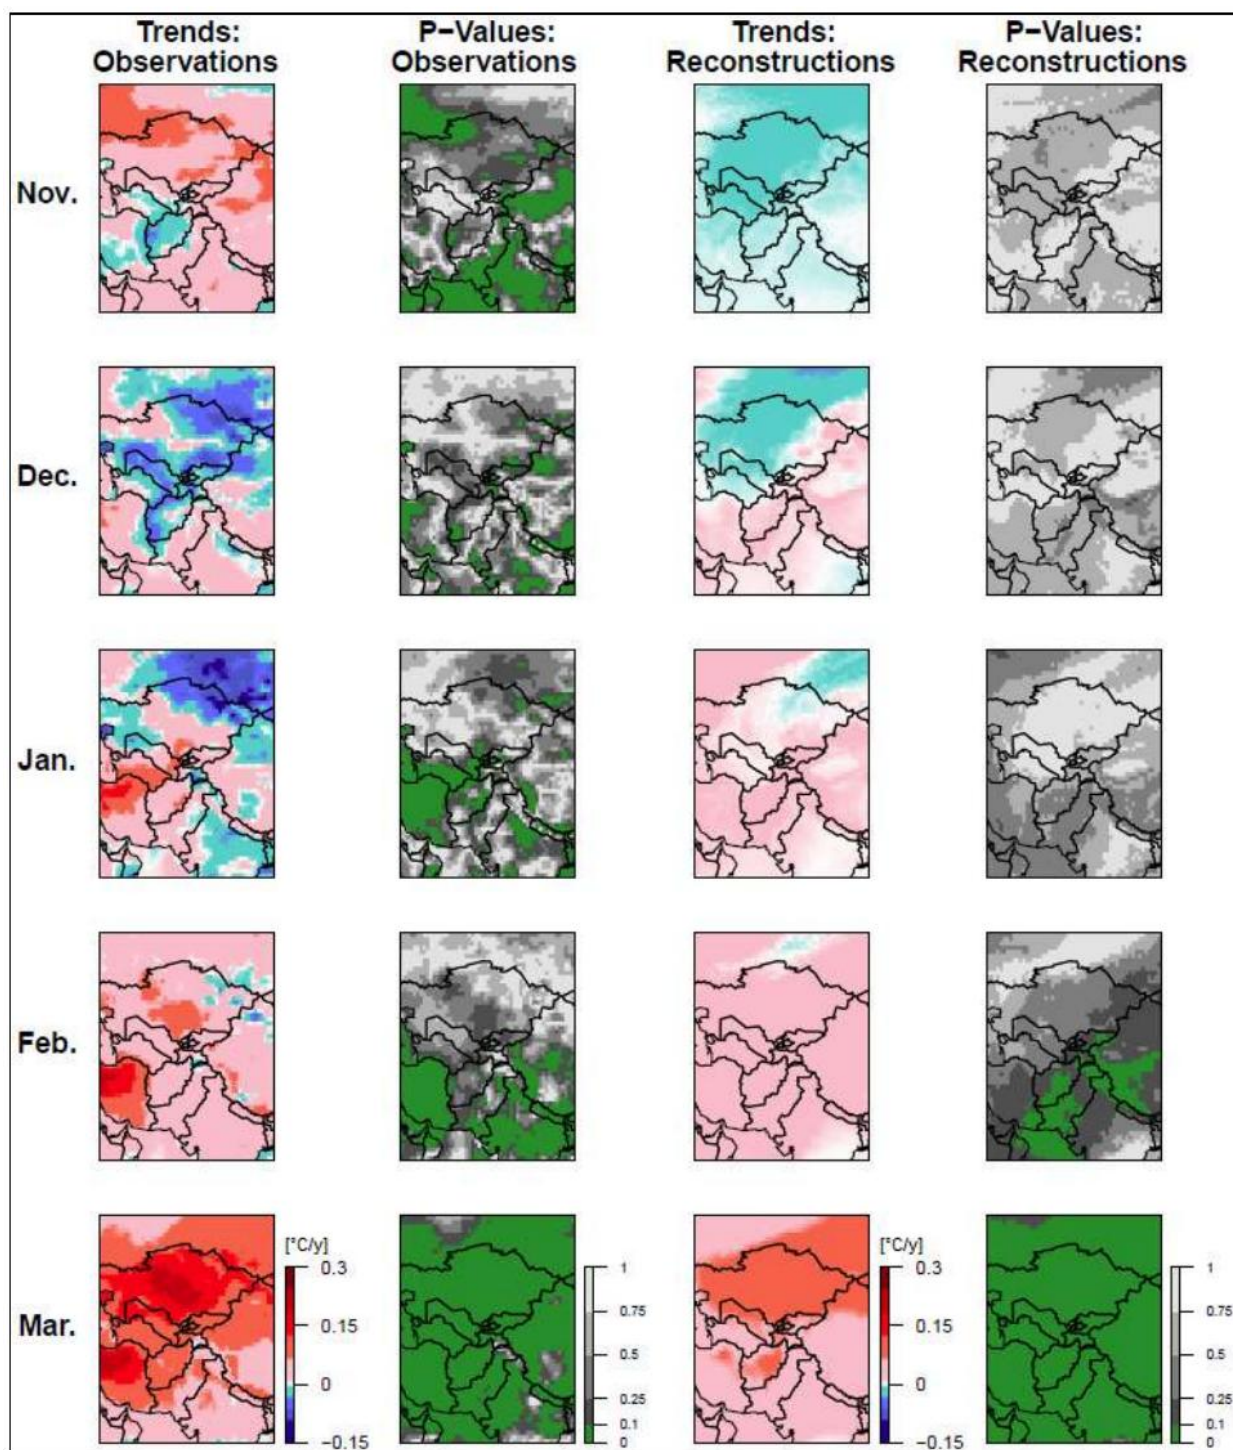 Trends:
Observations
P−Values:
Observations
Trends:
Reconstructions
P−Values:
Reconstructions
Nov.
Dec.
Jan.
Feb.
Mar.
[°C/y]
0.3
0.15
0
−0.15
1
0.75
0.5
0.25
0.1
0
[°C/y]
0.3
0.15
0
−0.15
1
0.75
0.5
0.25
0.1
0